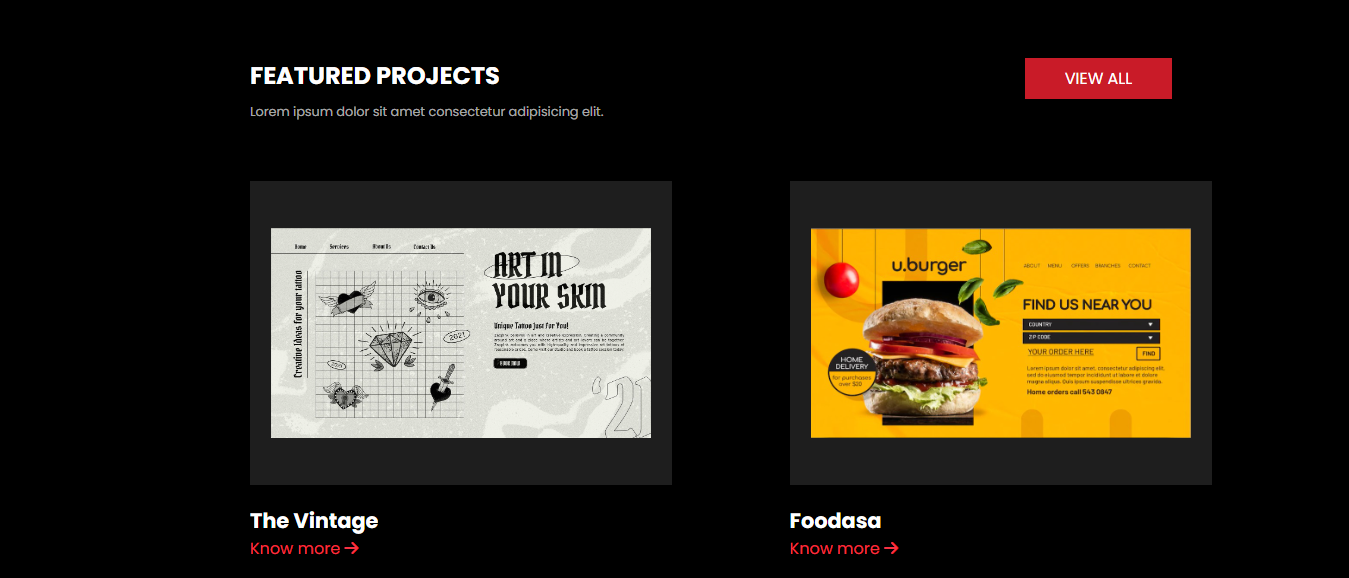 FEATURED PROJECTS
VIEW ALL
Lorem ipsum dolor sit amet consectetur adipisicing elit.
Home Services About Us Contact Us
Creative Ideas for your tattoo
2021
ART IN
YOUR SKIN
Unique Tattoo Just for You!
BOOK NOW
'21
u.burger
ABOUT MENU OFFERS BRANCHES CONTACT
FIND US NEAR YOU
COUNTRY
ZIP CODE
YOUR ORDER HERE
FIND
HOME
DELIVERY
for purchases
over $20
Lorem ipsum dolor sit amet, consectetur adipiscing elit,
sed do eiusmod tempor incididunt ut labore et dolore
magna aliqua. Quis ipsum suspendisse ultrices gravida.
Home orders call 543 0847
The Vintage
Know more
Foodasa
Know more